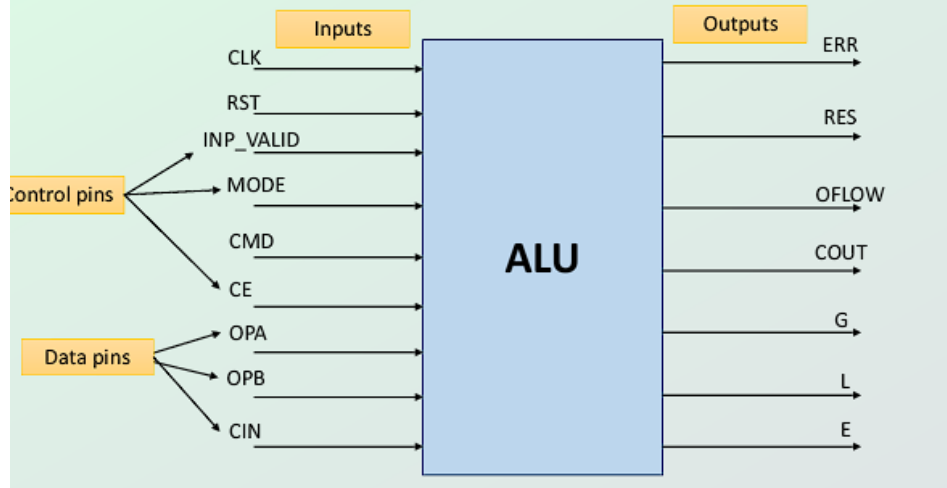 Inputs
Outputs
CLK
ERR
RST
RES
INP_VALID
Control pins
MODE
OFLOW
CMD
COUT
ALU
CE
G
OPA
Data pins
OPB
L
CIN
E